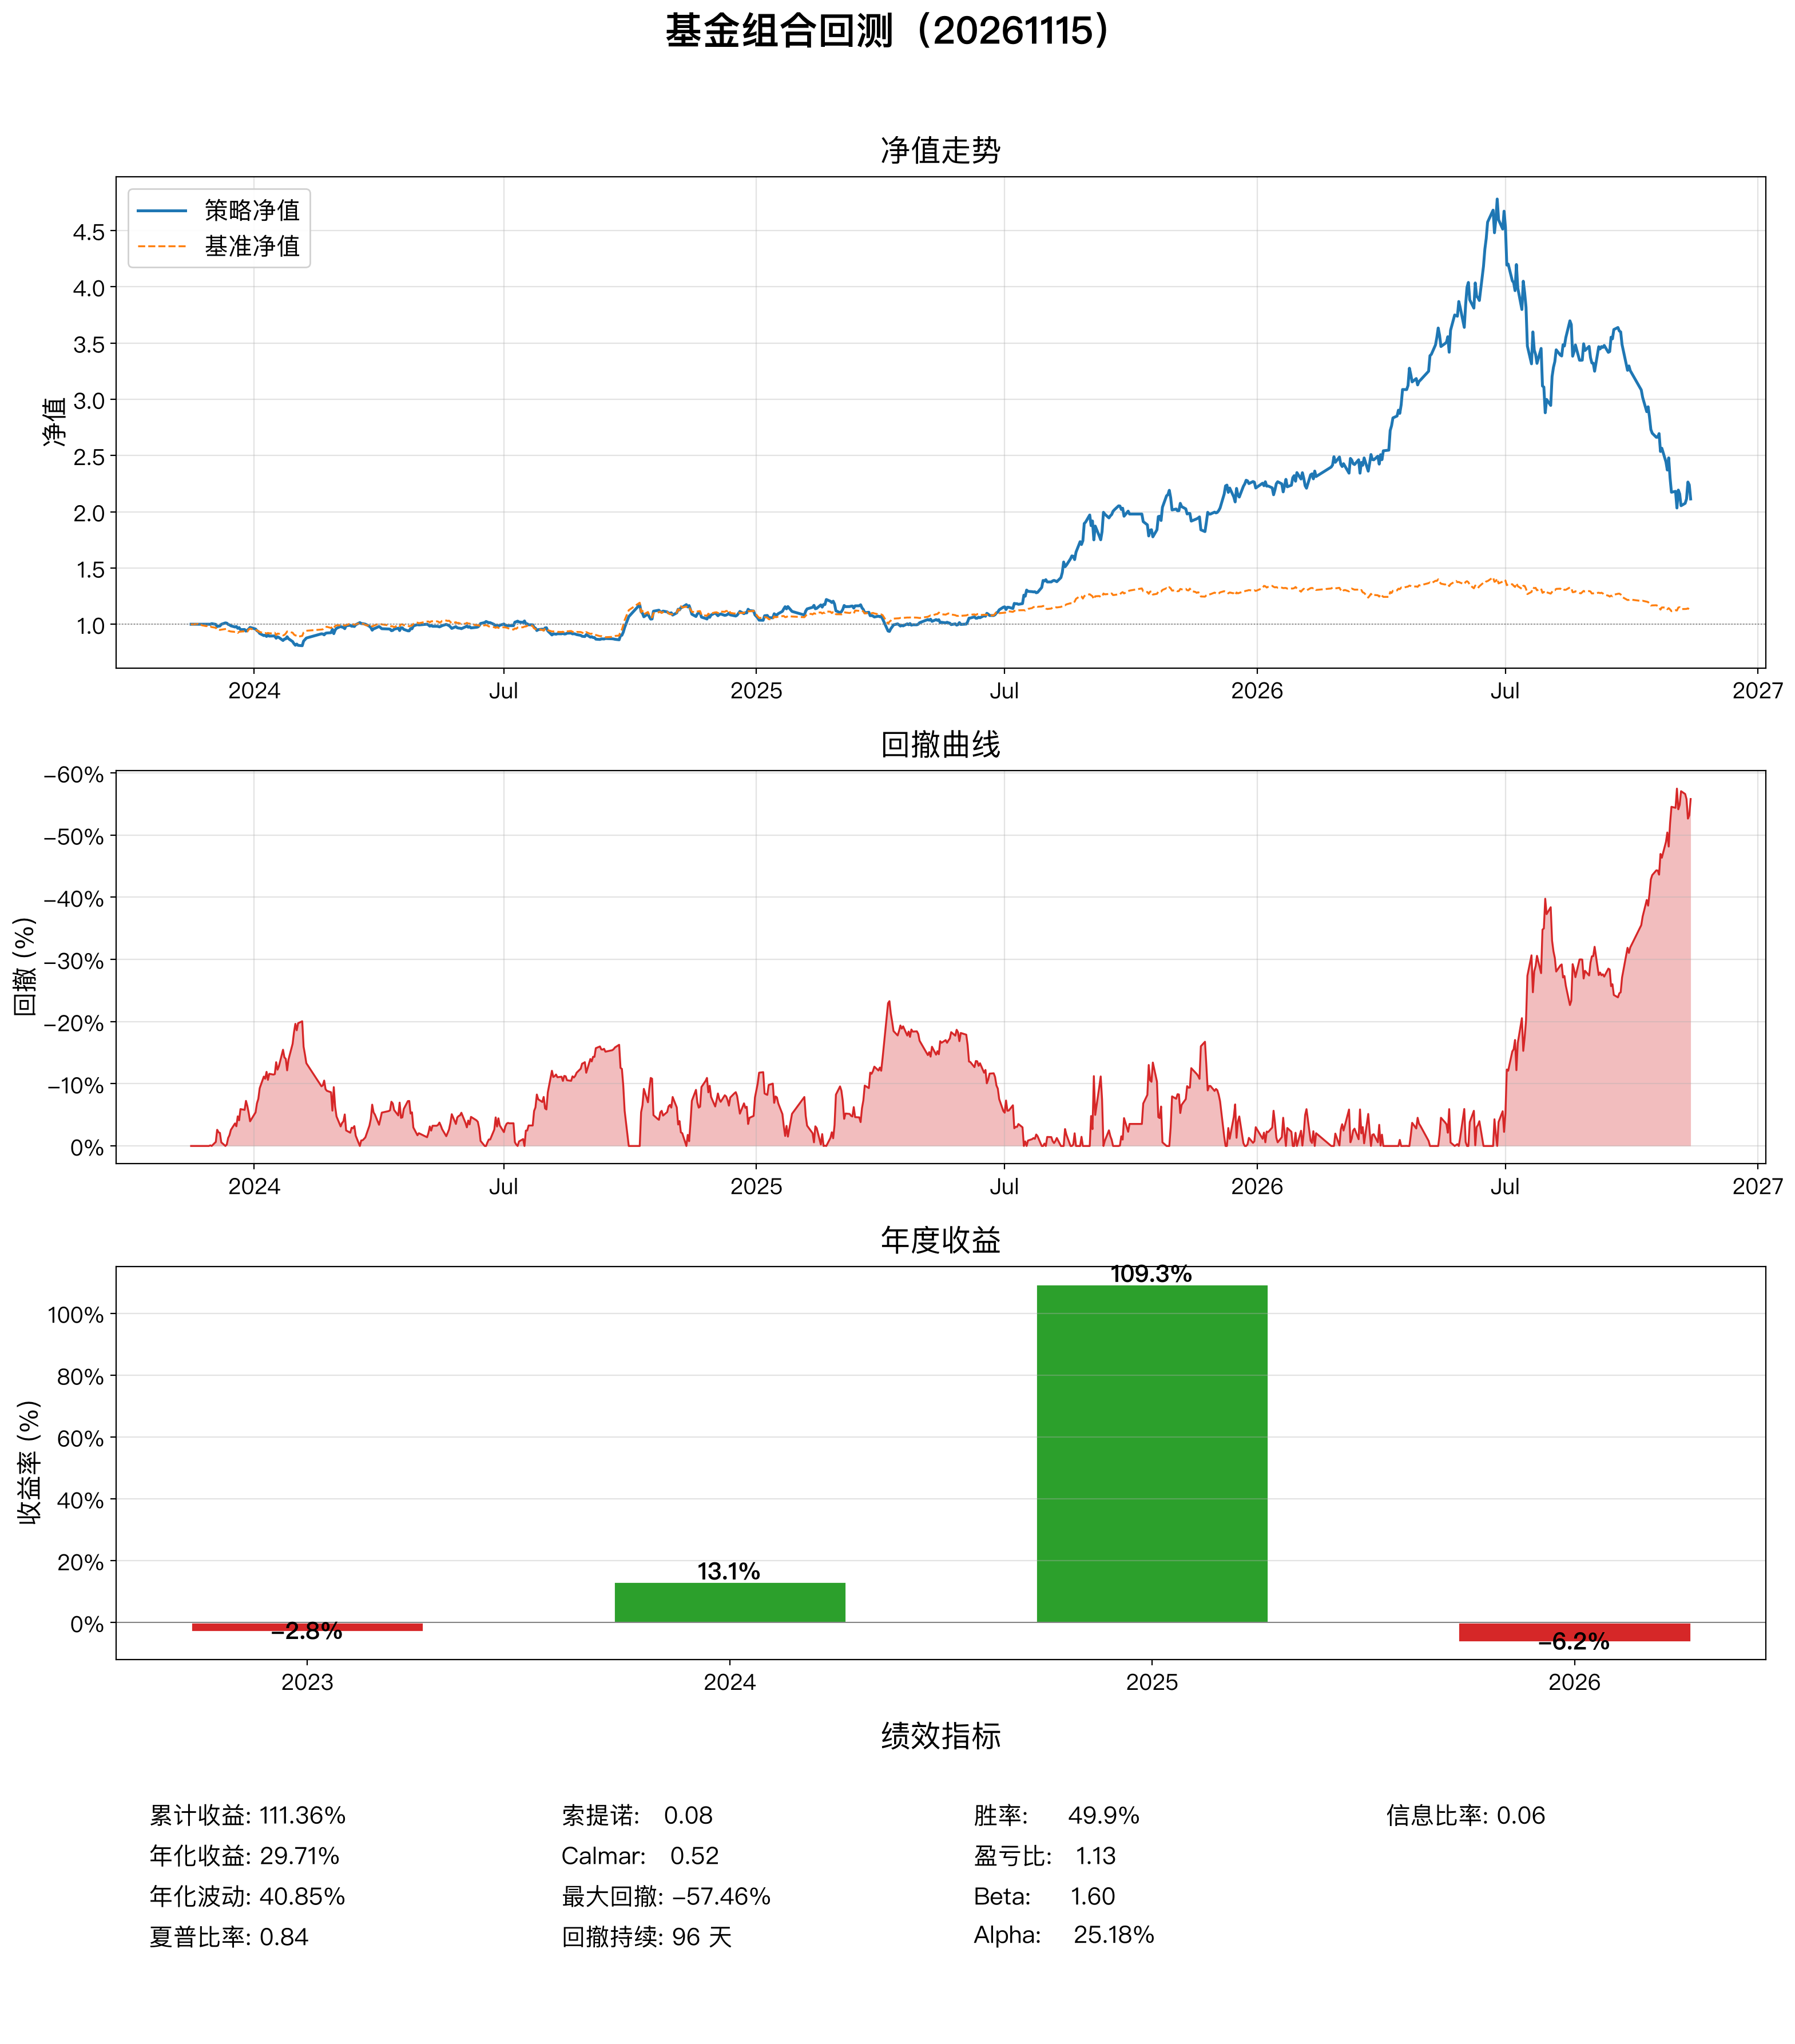 基金组合回测（20261115）
净值走势
策略净值
基准净值
净值
4.5
4.0
3.5
3.0
2.5
2.0
1.5
1.0
2024 Jul 2025 Jul 2026 Jul 2027
回撤曲线
回撤 (%)
−60%
−50%
−40%
−30%
−20%
−10%
0%
2024 Jul 2025 Jul 2026 Jul 2027
年度收益
收益率 (%)
100%
80%
60%
40%
20%
0%
−2.8%
13.1%
109.3%
−6.2%
2023 2024 2025 2026
绩效指标
累计收益: 111.36% 索提诺: 0.08 胜率: 49.9% 信息比率: 0.06
年化收益: 29.71% Calmar: 0.52 盈亏比: 1.13
年化波动: 40.85% 最大回撤: −57.46% Beta: 1.60
夏普比率: 0.84 回撤持续: 96 天 Alpha: 25.18%